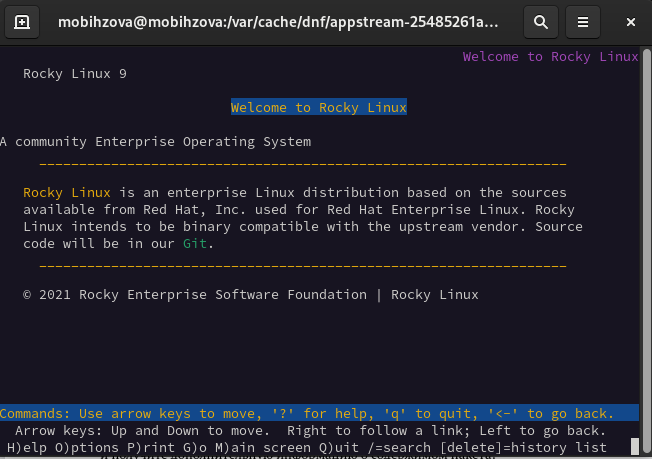 mobihzova@mobihzova:/var/cache/dnf/appstream-25485261a...
Welcome to Rocky Linux
Rocky Linux 9
Welcome to Rocky Linux
A community Enterprise Operating System
Rocky Linux is an enterprise Linux distribution based on the sources
available from Red Hat, Inc. used for Red Hat Enterprise Linux. Rocky
Linux intends to be binary compatible with the upstream vendor. Source
code will be in our Git.
© 2021 Rocky Enterprise Software Foundation | Rocky Linux
Commands: Use arrow keys to move, '?' for help, 'q' to quit, '<-' to go back.
Arrow keys: Up and Down to move. Right to follow a link; Left to go back.
H)elp O)ptions P)rint G)o M)ain screen Q)uit /=search [delete]=history list